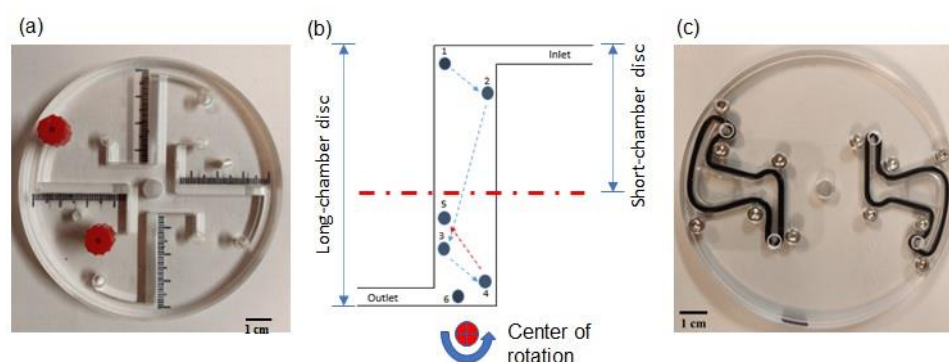 (a)
(b)
(c)
1
Inlet
2
Long-chamber disc
Short-chamber disc
5
3
4
6
Outlet
1 cm
Center of
rotation
1 cm